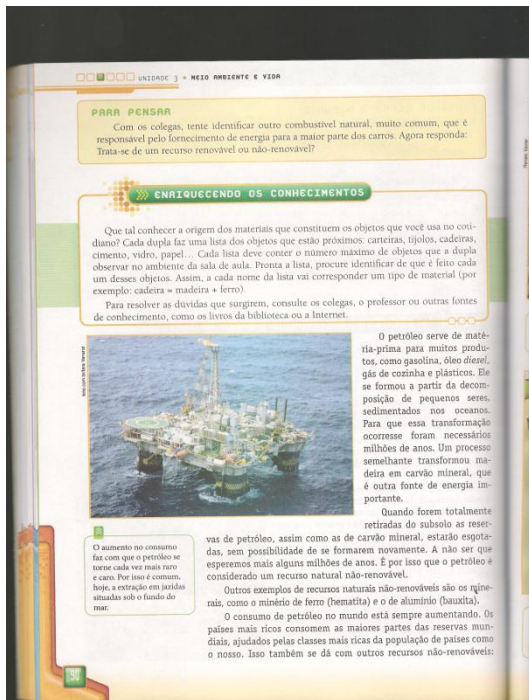 UNIDADE 3 • MEIO AMBIENTE E VIDA
PARA PENSAR
Com os colegas, tente identificar outro combustível natural, muito comum, que é
responsável pelo fornecimento de energia para a maior parte dos carros. Agora responda:
Trata-se de um recurso renovável ou não-renovável?
ENRIQUECENDO OS CONHECIMENTOS
Que tal conhecer a origem dos materiais que constituem os objetos que você usa no coti-
diano? Cada dupla faz uma lista dos objetos que estão próximos: carteiras, tijolos, cadeiras,
cimento, vidro, papel... Cada lista deve conter o número máximo de objetos que a dupla
observar no ambiente da sala de aula. Pronta a lista, procure identificar de que é feito cada
um desses objetos. Assim, a cada nome da lista vai corresponder um tipo de material (por
exemplo: cadeira = madeira + ferro).
Para resolver as dúvidas que surgirem, consulte os colegas, o professor ou outras fontes
de conhecimento, como os livros da biblioteca ou a Internet.
O petróleo serve de maté-
ria-prima para muitos produ-
tos, como gasolina, óleo diesel,
gás de cozinha e plásticos. Ele
se formou a partir da decom-
posição de pequenos seres,
sedimentados nos oceanos.
Para que essa transformação
ocorresse foram necessários
milhões de anos. Um processo
semelhante transformou ma-
deira em carvão mineral, que
é outra fonte de energia im-
portante.
Quando forem totalmente
retiradas do subsolo as reser-
vas de petróleo, assim como as de carvão mineral, estarão esgota-
das, sem possibilidade de se formarem novamente. A não ser que
esperemos mais alguns milhões de anos. É por isso que o petróleo é
considerado um recurso natural não-renovável.
Outros exemplos de recursos naturais não-renováveis são os mine-
rais, como o minério de ferro (hematita) e o de alumínio (bauxita).
O consumo de petróleo no mundo está sempre aumentando. Os
países mais ricos consomem as maiores partes das reservas mun-
diais, ajudados pelas classes mais ricas da população de países como
o nosso. Isso também se dá com outros recursos não-renováveis:
O aumento no consumo
faz com que o petróleo se
torne cada vez mais raro
e caro. Por isso é comum,
hoje, a extração em jazidas
situadas sob o fundo do
mar.
30